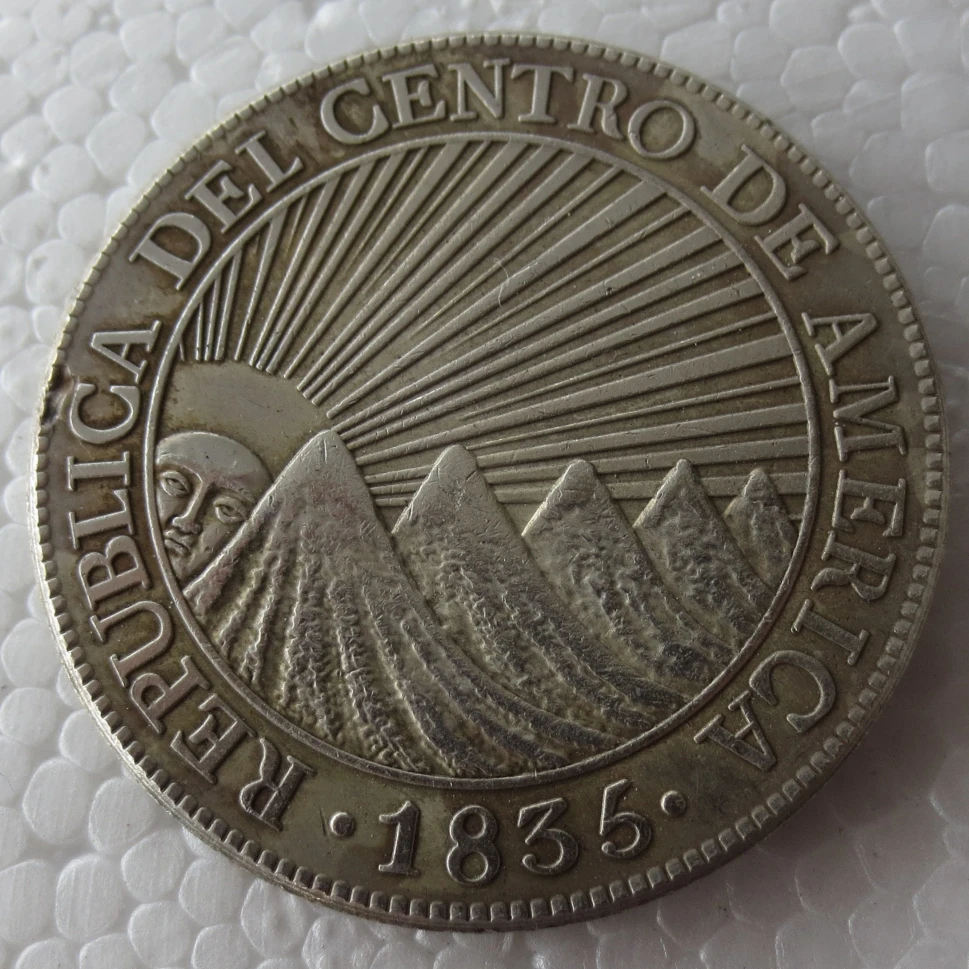 REPUBLICA DEL CENTRO DE AMERICA
· 1835 ·